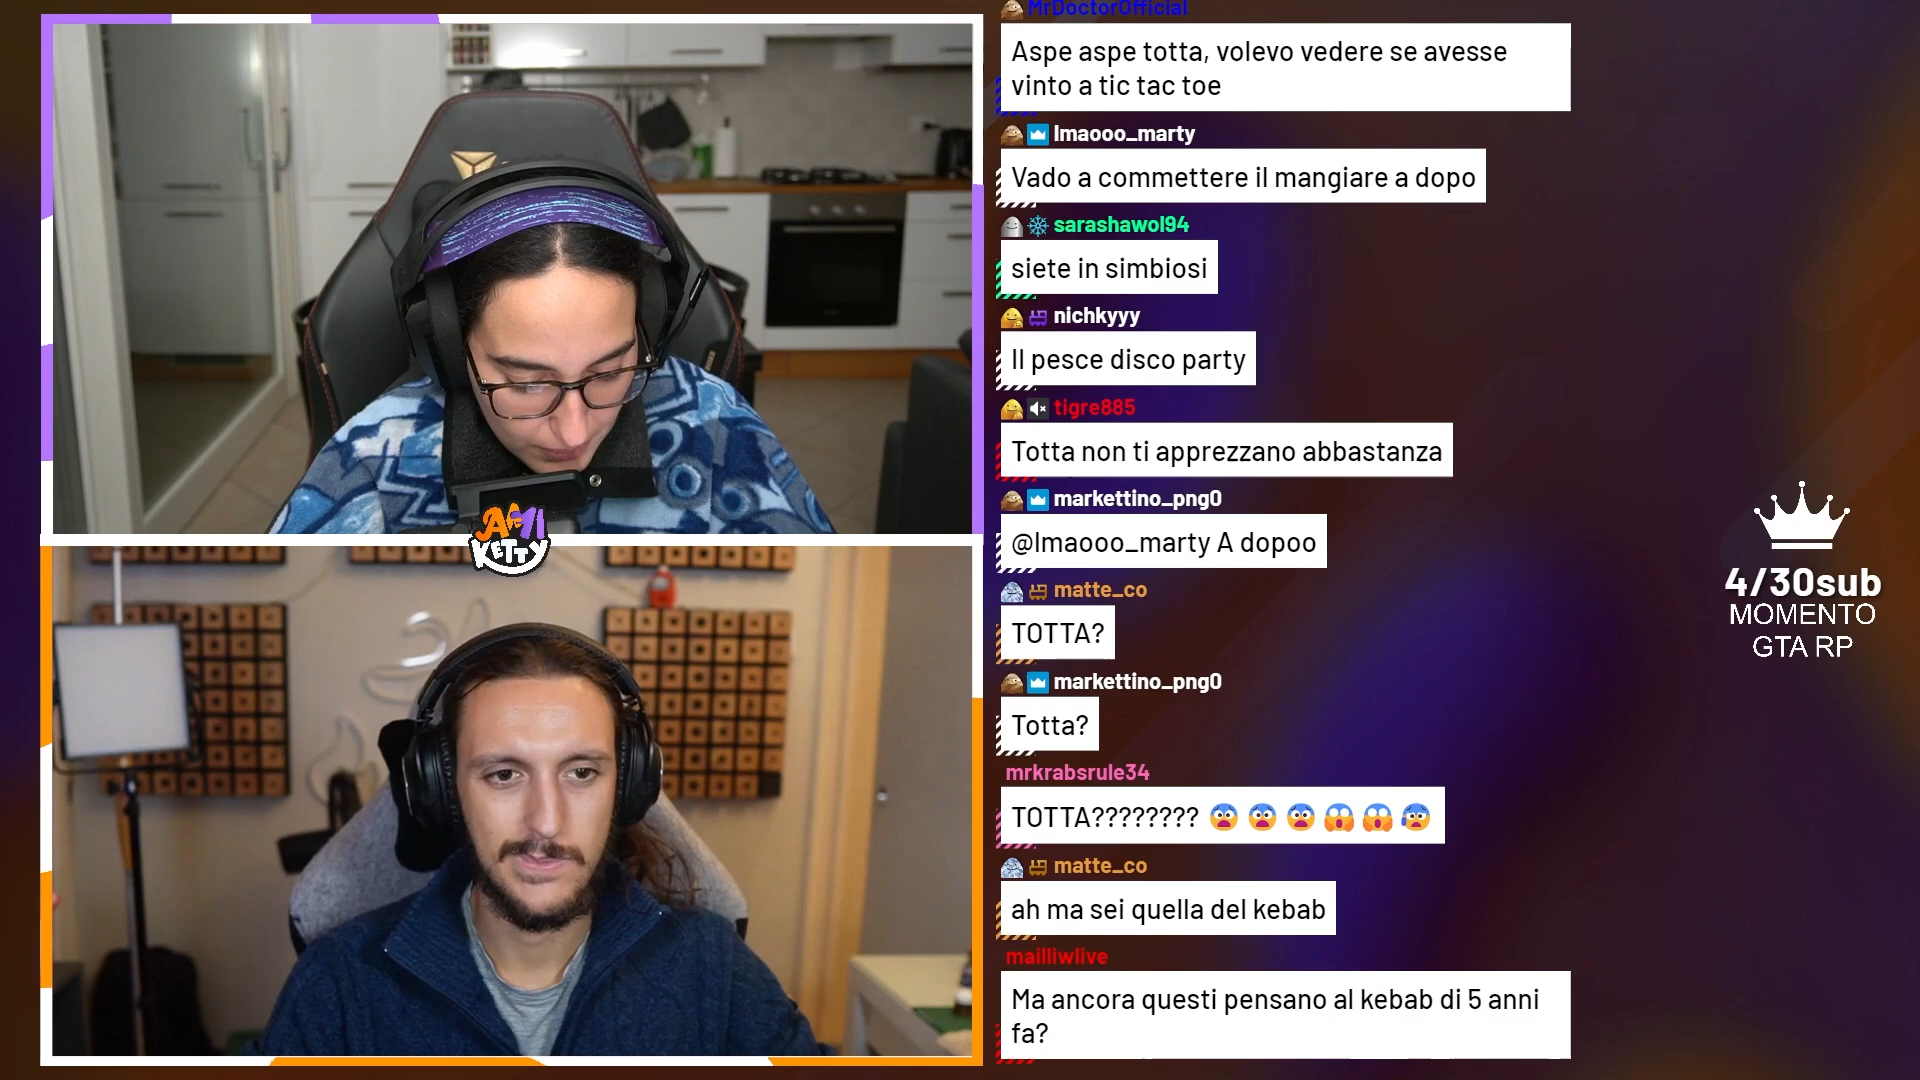 MrDoctorOfficial
Aspe aspe totta, volevo vedere se avesse
vinto a tic tac toe
lmaooo_marty
Vado a commettere il mangiare a dopo
sarashawol94
siete in simbiosi
nichkyyy
Il pesce disco party
tigre885
Totta non ti apprezzano abbastanza
markettino_png0
@lmaooo_marty A dopoo
matte_co
TOTTA?
markettino_png0
Totta?
mrkrabsrule34
TOTTA???????? 😨 😨 😨 😱 😱 😰
matte_co
ah ma sei quella del kebab
mailliwlive
Ma ancora questi pensano al kebab di 5 anni
fa?
4/30sub
MOMENTO
GTA RP
KETTY